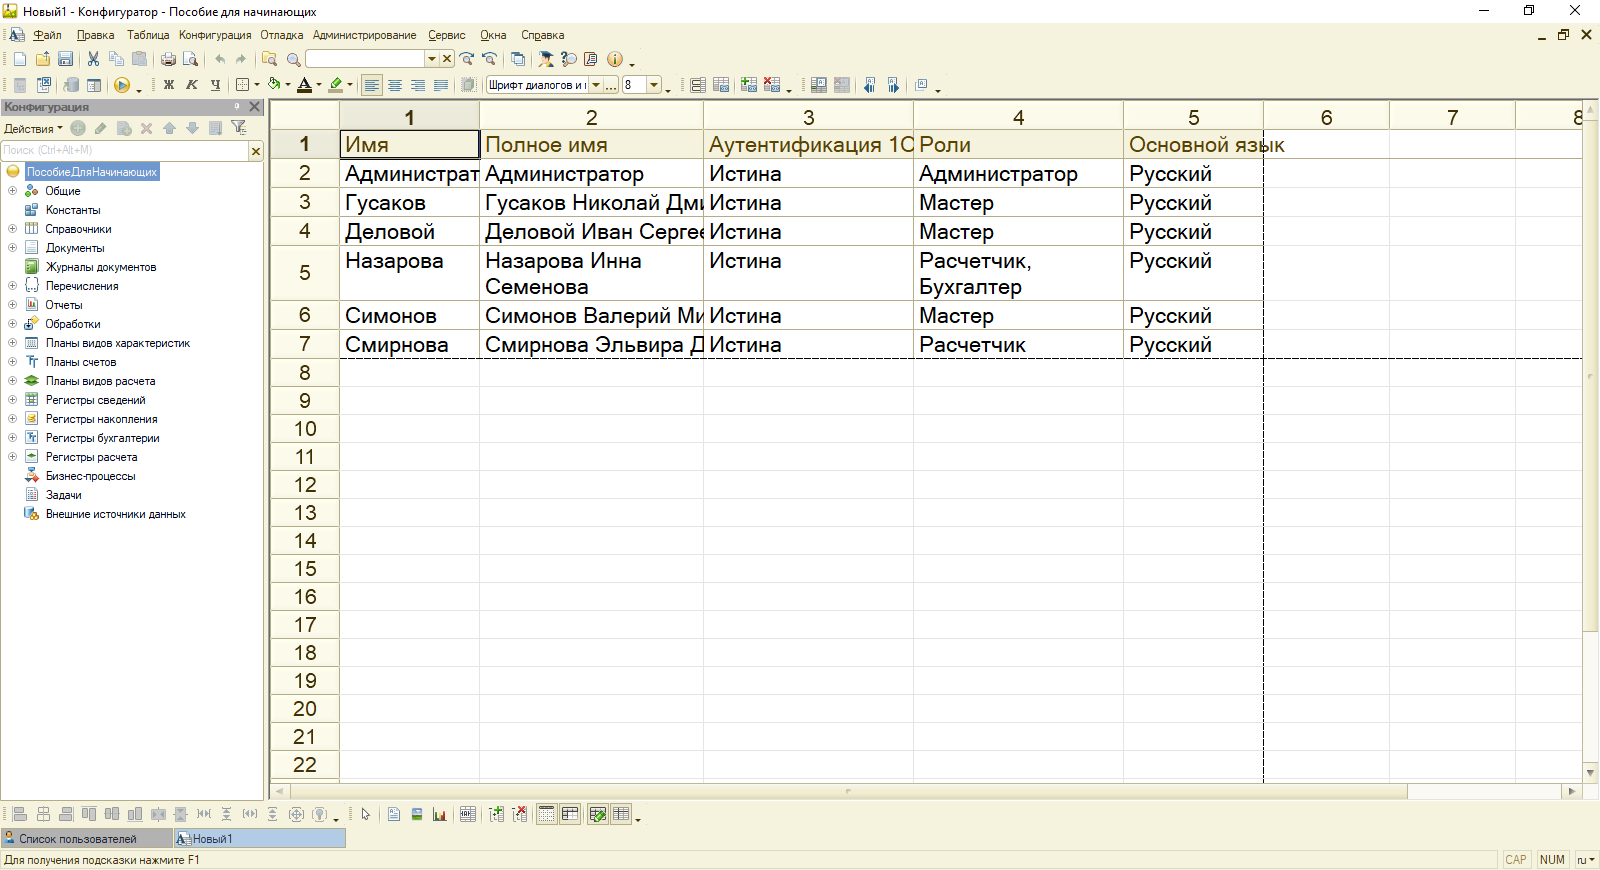 Новый1 - Конфигуратор - Пособие для начинающих
Файл Правка Таблица Конфигурация Отладка Администрирование Сервис Окна Справка
Ж К Ч А Шрифт диалогов и 8
Конфигурация
Действия
Поиск (Ctrl+Alt+M)
ПособиеДляНачинающих
Общие
Константы
Справочники
Документы
Журналы документов
Перечисления
Отчеты
Обработки
Планы видов характеристик
Планы счетов
Планы видов расчета
Регистры сведений
Регистры накопления
Регистры бухгалтерии
Регистры расчета
Бизнес-процессы
Задачи
Внешние источники данных
1 2 3 4 5 6 7 8
1 Имя Полное имя Аутентификация 1С Роли Основной язык
2 Администрат Администратор Истина Администратор Русский
3 Гусаков Гусаков Николай Дми Истина Мастер Русский
4 Деловой Деловой Иван Сергее Истина Мастер Русский
5 Назарова Назарова Инна Истина Расчетчик, Русский
Семенова Бухгалтер
6 Симонов Симонов Валерий Ми Истина Мастер Русский
7 Смирнова Смирнова Эльвира Д Истина Расчетчик Русский
8
9
10
11
12
13
14
15
16
17
18
19
20
21
22
Список пользователей Новый1
Для получения подсказки нажмите F1 CAP NUM ru